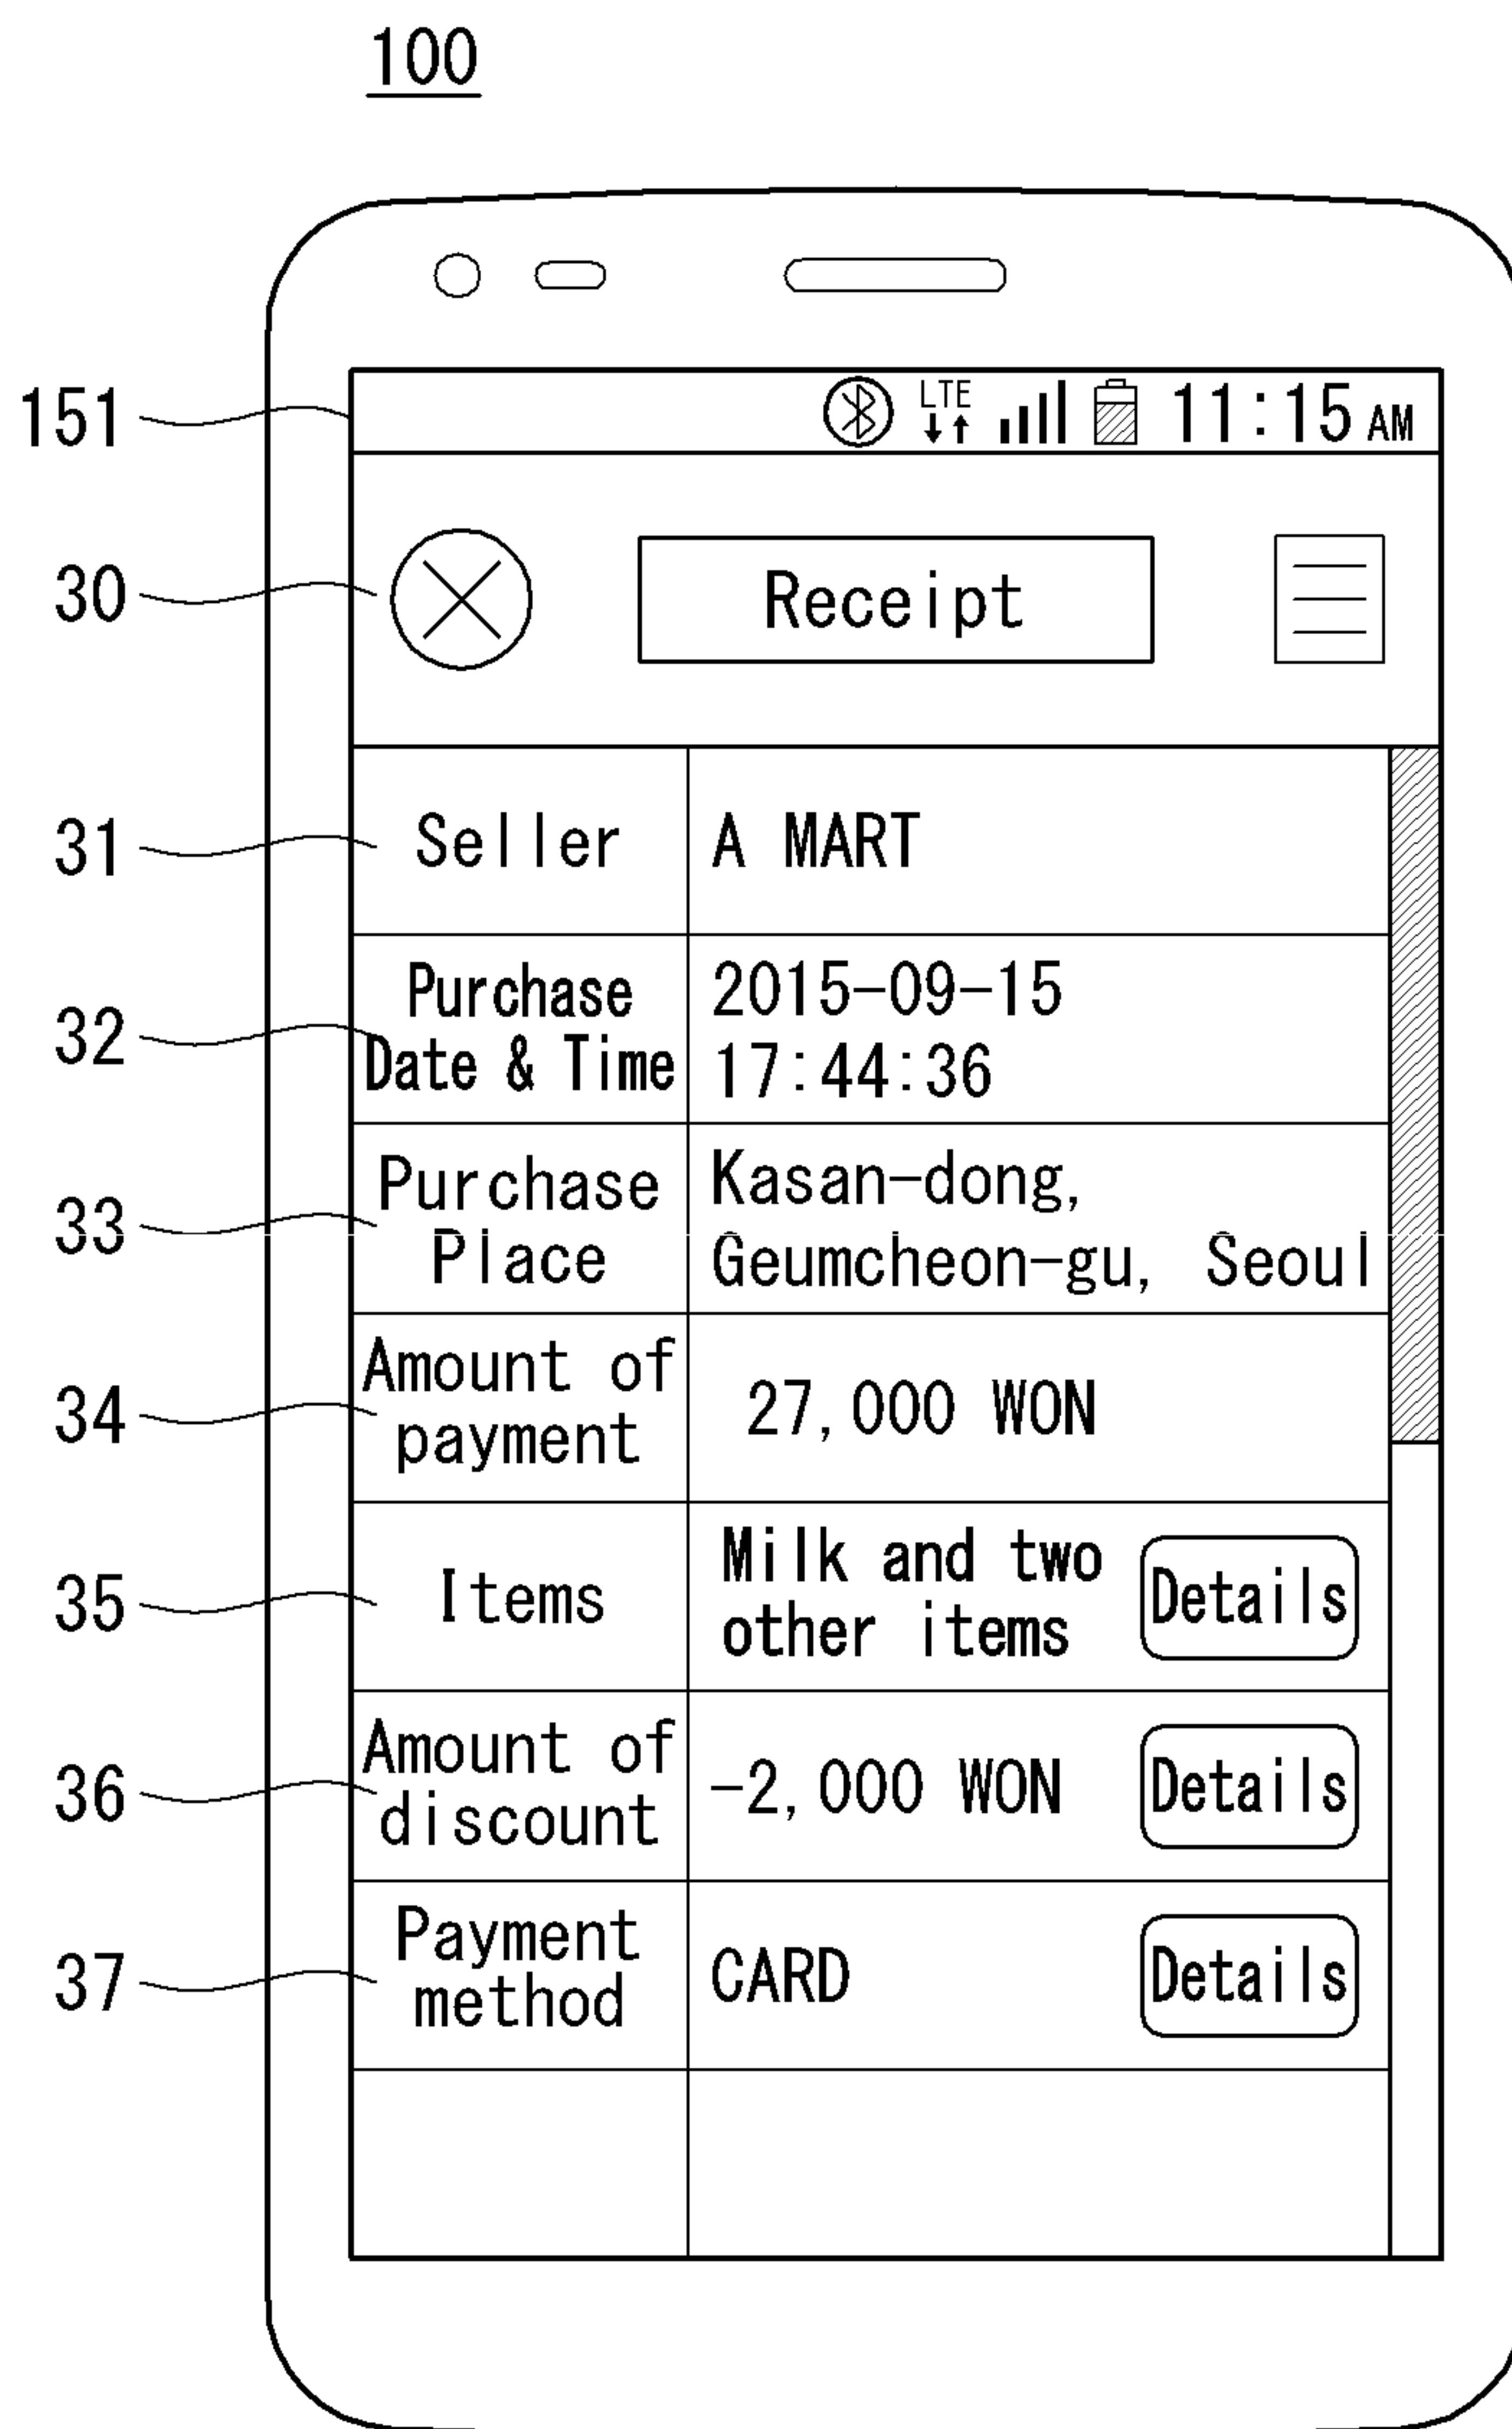 100
151
LTE
11:15 AM
30
Receipt
31
Seller
A MART
32
Purchase
Date & Time
2015-09-15
17:44:36
33
Purchase
Place
Kasan-dong,
Geumcheon-gu, Seoul
34
Amount of
payment
27,000 WON
35
Items
Milk and two
other items
Details
36
Amount of
discount
-2,000 WON
Details
37
Payment
method
CARD
Details